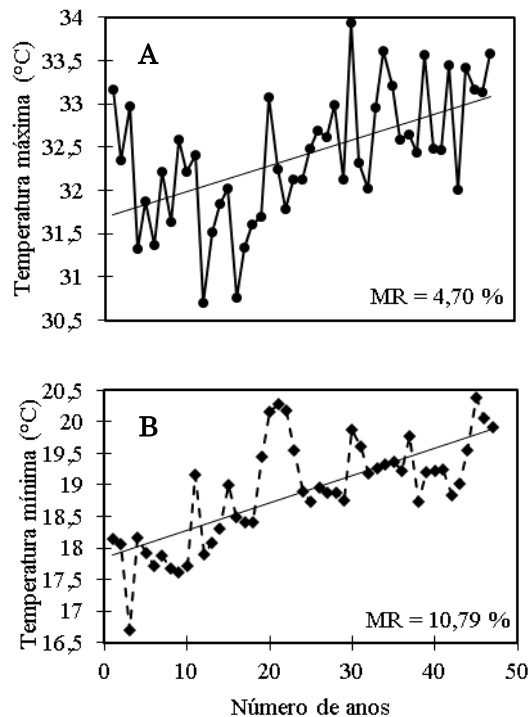 34
33,5
33
32,5
32
31,5
31
30,5
Temperatura máxima (°C)
A
MR = 4,70 %
20,5
20
19,5
19
18,5
18
17,5
17
16,5
Temperatura mínima (°C)
B
MR = 10,79 %
0 10 20 30 40 50
Número de anos